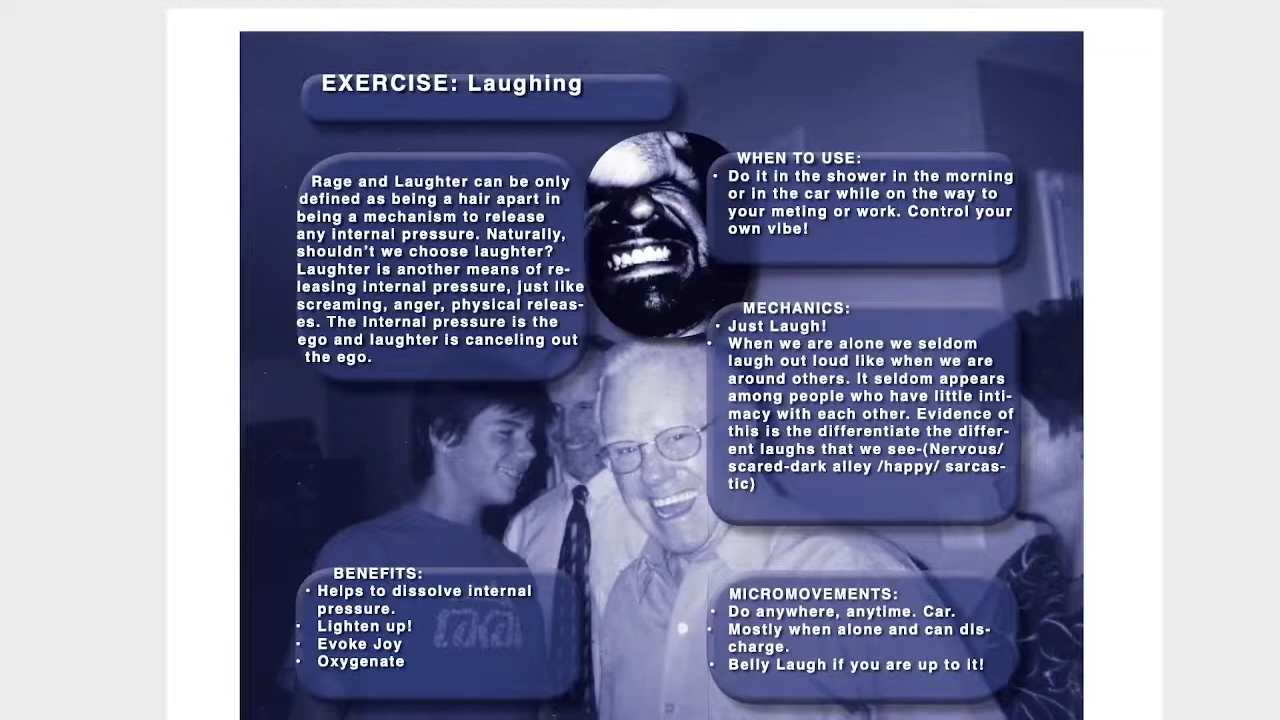 EXERCISE: Laughing
Rage and Laughter can be only
defined as being a hair apart in
being a mechanism to release
any internal pressure. Naturally,
shouldn't we choose laughter?
Laughter is another means of re-
leasing internal pressure, just like
screaming, anger, physical releas-
es. The internal pressure is the
ego and laughter is canceling out
the ego.
WHEN TO USE:
• Do it in the shower in the morning
or in the car while on the way to
your meting or work. Control your
own vibe!
MECHANICS:
• Just Laugh!
• When we are alone we seldom
laugh out loud like when we are
around others. It seldom appears
among people who have little inti-
macy with each other. Evidence of
this is the differentiate the differ-
ent laughs that we see-(Nervous/
scared-dark alley /happy/ sarcas-
tic)
BENEFITS:
• Helps to dissolve internal
pressure.
• Lighten up!
• Evoke Joy
• Oxygenate
MICROMOVEMENTS:
• Do anywhere, anytime. Car.
• Mostly when alone and can dis-
charge.
• Belly Laugh if you are up to it!